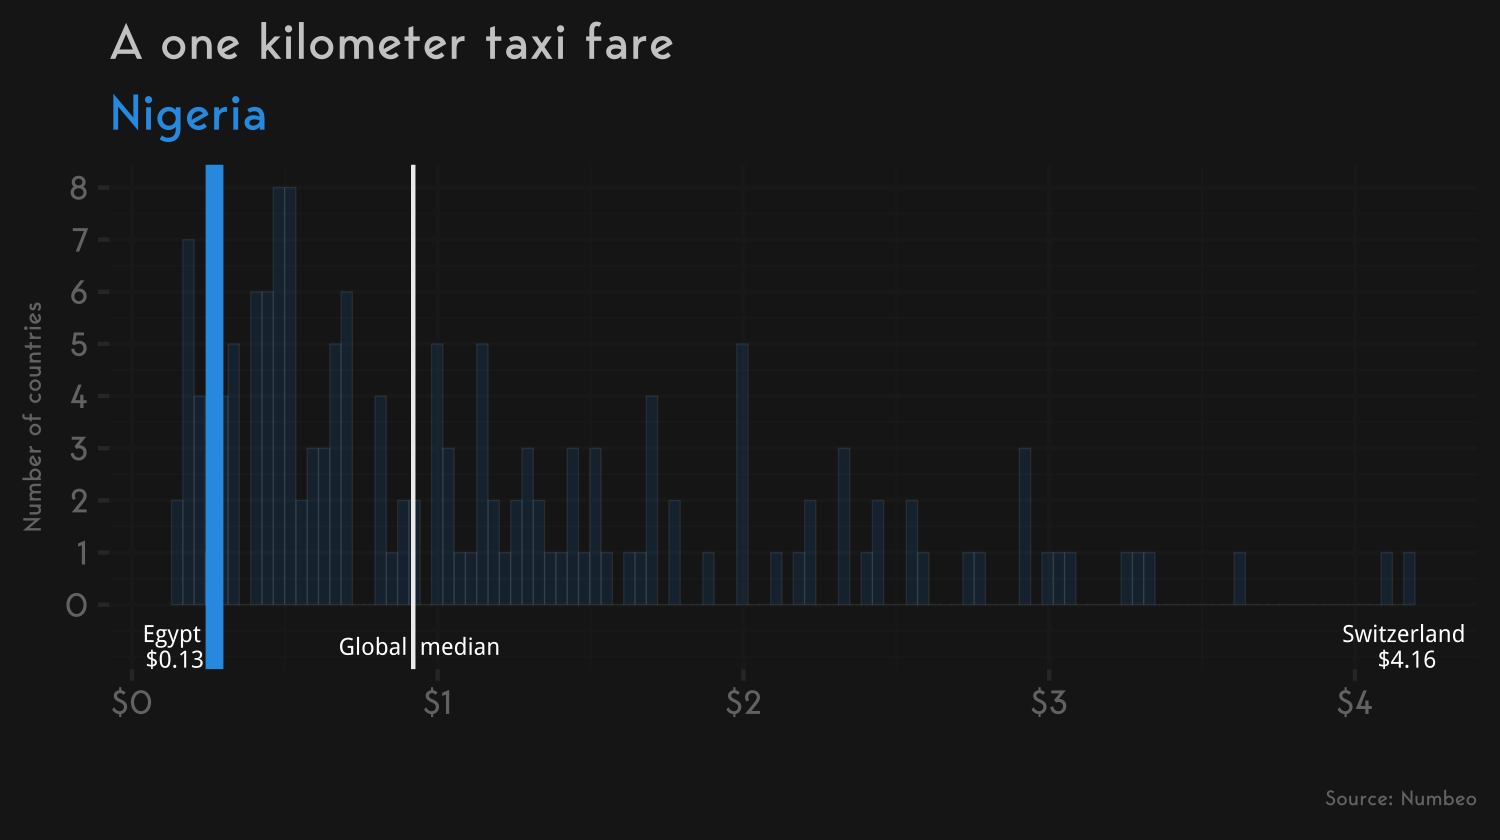 A one kilometer taxi fare
Nigeria
Number of countries
8
7
6
5
4
3
2
1
0
Egypt
$0.13
Global median
Switzerland
$4.16
$0 $1 $2 $3 $4
Source: Numbeo